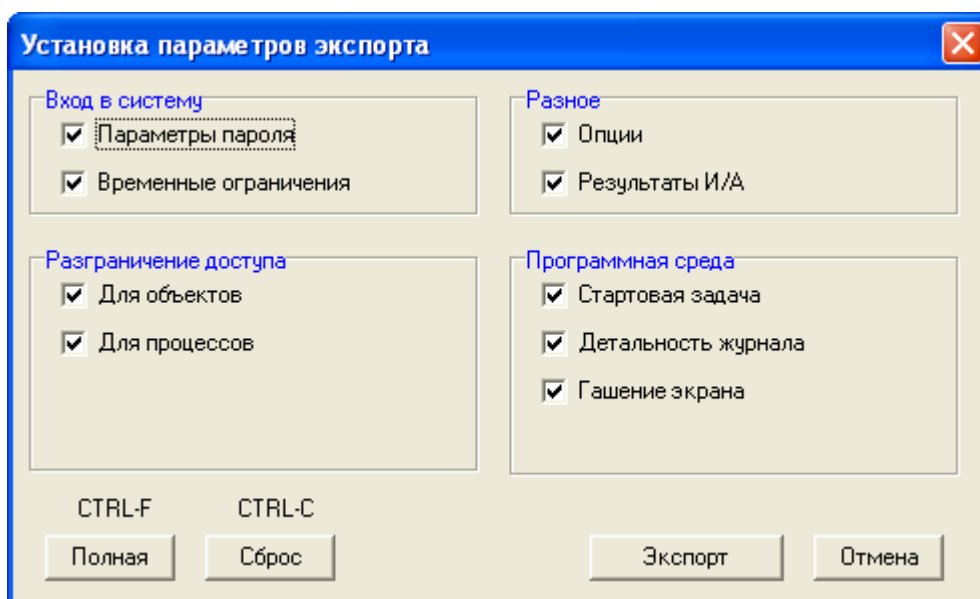 Установка параметров экспорта
Вход в систему
Параметры пароля
Временные ограничения
Разное
Опции
Результаты И/А
Разграничение доступа
Для объектов
Для процессов
Программная среда
Стартовая задача
Детальность журнала
Гашение экрана
CTRL-F CTRL-C
Полная Сброс Экспорт Отмена